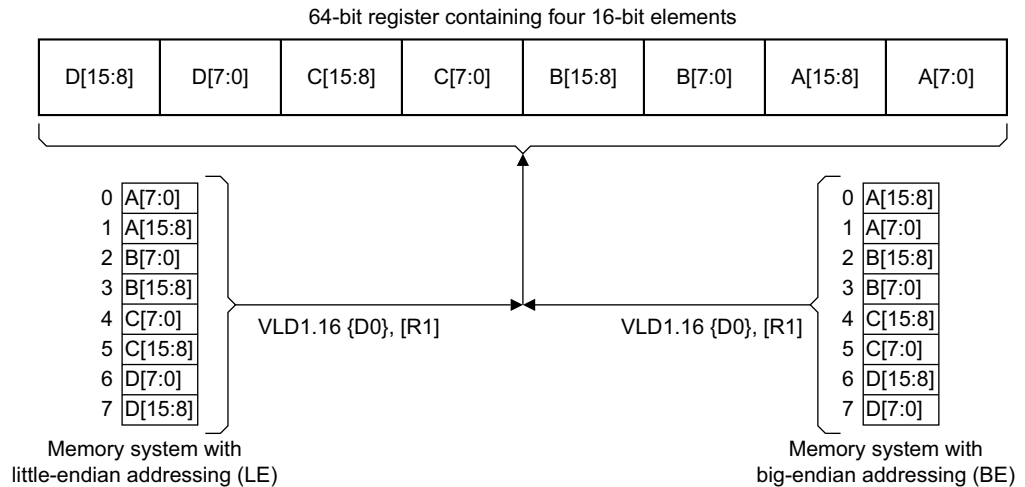 64-bit register containing four 16-bit elements
D[15:8] D[7:0] C[15:8] C[7:0] B[15:8] B[7:0] A[15:8] A[7:0]
0 A[7:0]
1 A[15:8]
2 B[7:0]
3 B[15:8]
4 C[7:0]
5 C[15:8]
6 D[7:0]
7 D[15:8]
Memory system with
little-endian addressing (LE)
VLD1.16 {D0}, [R1]
VLD1.16 {D0}, [R1]
0 A[15:8]
1 A[7:0]
2 B[15:8]
3 B[7:0]
4 C[15:8]
5 C[7:0]
6 D[15:8]
7 D[7:0]
Memory system with
big-endian addressing (BE)